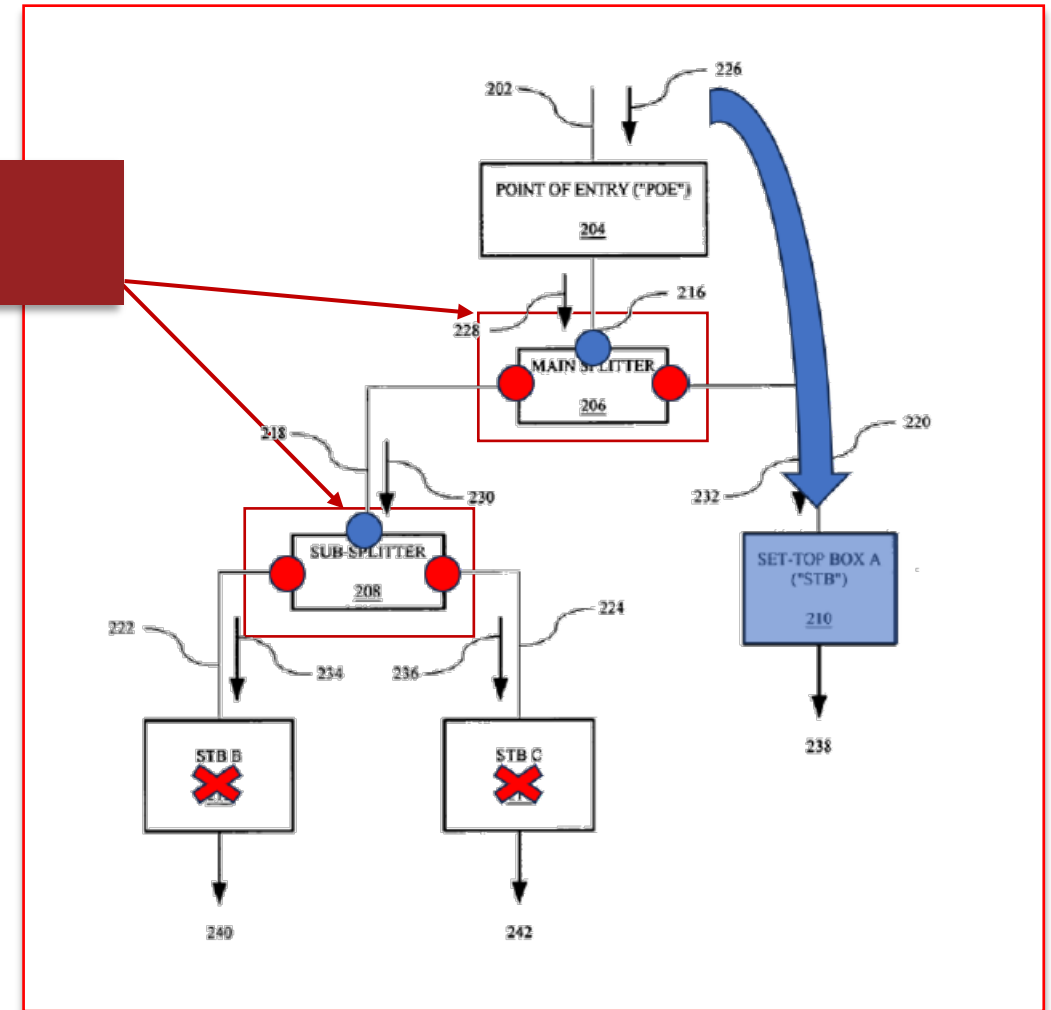 226
202
POINT OF ENTRY ("POE")
204
216
228
MAIN SPLITTER
206
220
218
230
232
SUB-SPLITTER
208
SET-TOP BOX A
("STB")
210
224
222
234
236
STB B
STB C
238
240
242